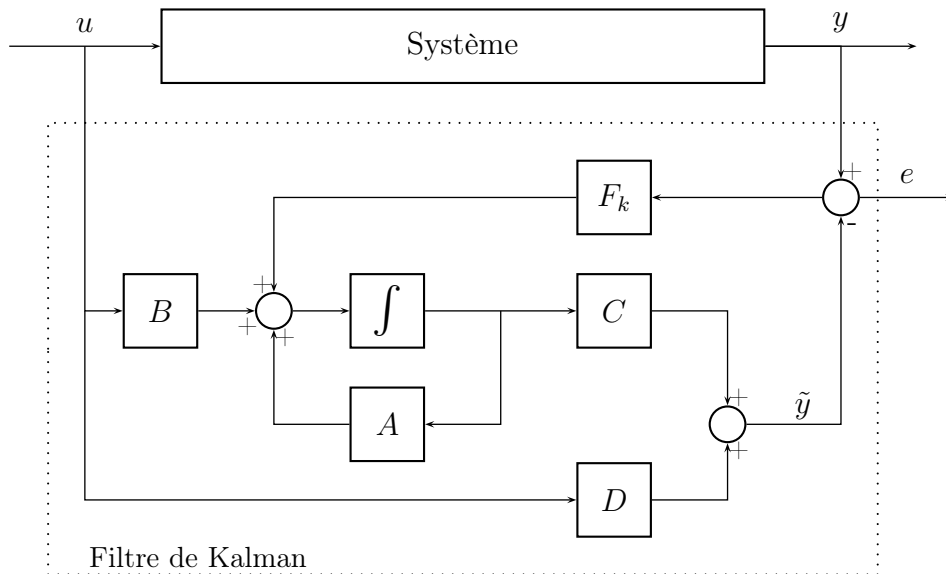 u
Système
y
+
e
F_k
-
+
B
∫
C
+
+
A
+
ỹ
+
D
Filtre de Kalman